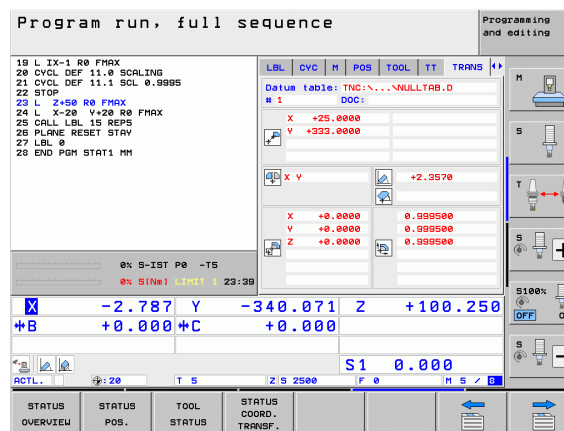 Program run, full sequence
Programming
and editing
19 L IX-1 R0 FMAX
20 CYCL DEF 11.0 SCALING
21 CYCL DEF 11.1 SCL 0.9995
22 STOP
23 L Z+50 R0 FMAX
24 L X-20 Y+20 R0 FMAX
25 CALL LBL 15 REP5
26 PLANE RESET STAY
27 LBL 0
28 END PGM STAT1 MM
LBL CYC M POS TOOL TT TRANS
Datum table: TNC:\...\NULLTAB.D
# 1 DOC:
X +25.0000
Y +333.0000
X Y +2.3570
X +0.0000 0.999500
Y +0.0000 0.999500
Z +0.0000 0.999500
0% S-IST P0 -T5
0% S[Nm] LIMIT 1 23:39
X -2.787 Y -340.071 Z +100.250
B +0.000 C +0.000
S1 0.000
ACTL. :20 T 5 Z S 2500 F 0 M 5 / 8
M
S
T
S
S100%
OFF
S
STATUS
OVERVIEW
STATUS
POS.
TOOL
STATUS
STATUS
COORD.
TRANSF.